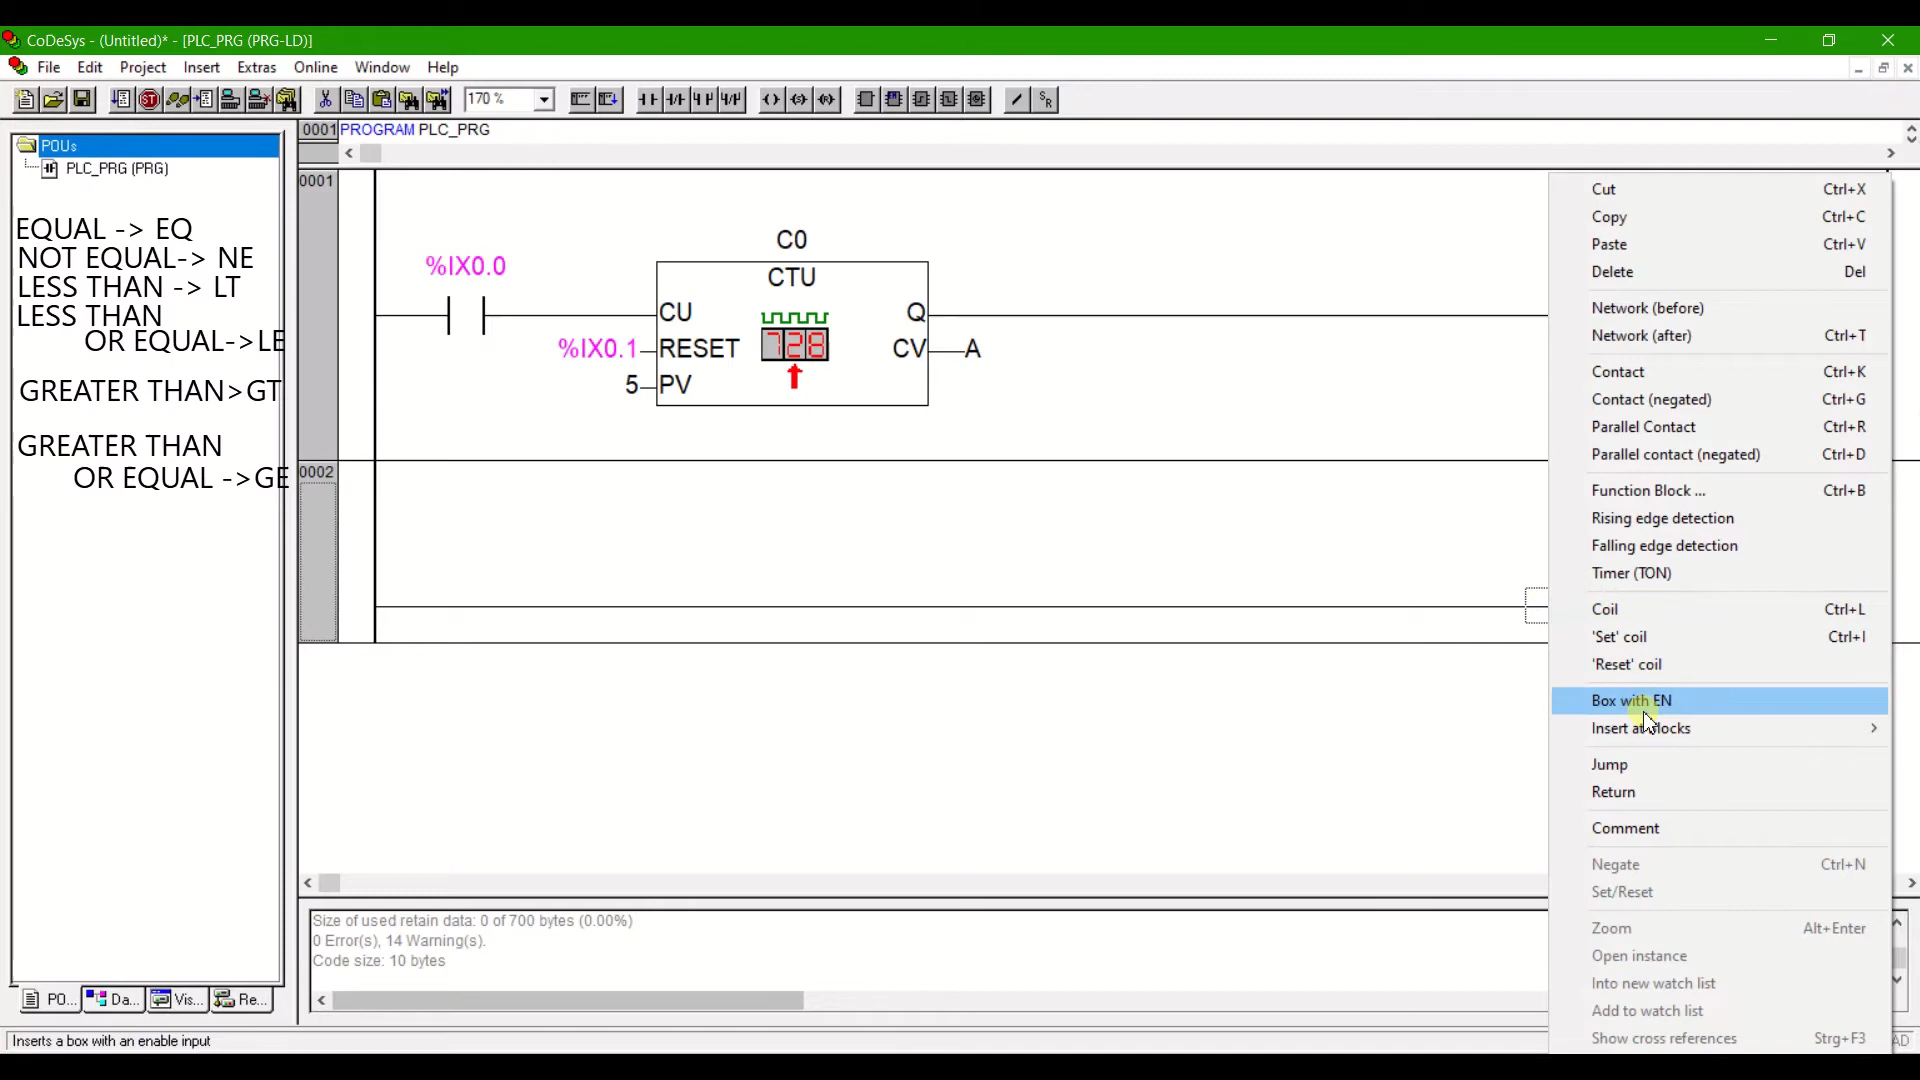 CoDeSys - (Untitled)* - [PLC_PRG (PRG-LD)]
File Edit Project Insert Extras Online Window Help
170 %
POUs
PLC_PRG (PRG)
EQUAL -> EQ
NOT EQUAL-> NE
LESS THAN -> LT
LESS THAN
OR EQUAL->LE
GREATER THAN>GT
GREATER THAN
OR EQUAL ->GE
PO... Da... Vis... Re...
0001 PROGRAM PLC_PRG
0001
C0
CTU
%IX0.0
CU Q
%IX0.1 RESET 728 CV A
5 PV
0002
Size of used retain data: 0 of 700 bytes (0.00%)
0 Error(s), 14 Warning(s).
Code size: 10 bytes
Cut Ctrl+X
Copy Ctrl+C
Paste Ctrl+V
Delete Del
Network (before)
Network (after) Ctrl+T
Contact Ctrl+K
Contact (negated) Ctrl+G
Parallel Contact Ctrl+R
Parallel contact (negated) Ctrl+D
Function Block ... Ctrl+B
Rising edge detection
Falling edge detection
Timer (TON)
Coil Ctrl+L
'Set' coil Ctrl+I
'Reset' coil
Box with EN
Insert at Blocks
Jump
Return
Comment
Negate Ctrl+N
Set/Reset
Zoom Alt+Enter
Open instance
Into new watch list
Add to watch list
Show cross references Strg+F3
Inserts a box with an enable input